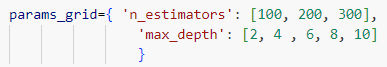 params_grid={ 'n_estimators': [100, 200, 300],
'max_depth': [2, 4 , 6, 8, 10]
}